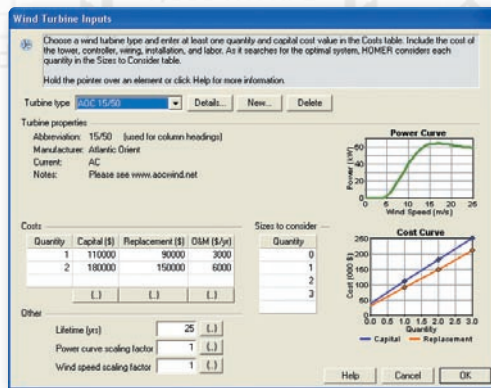 Wind Turbine Inputs
Choose a wind turbine type and enter at least one quantity and capital cost value in the Costs table. Include the cost
of the tower, controller, wiring, installation, and labor. As it searches for the optimal system, HOMER considers each
quantity in the Sizes to Consider table.
Hold the pointer over an element or click Help for more information.
Turbine type AOC 15/50 Details... New... Delete
Turbine properties
Abbreviation: 15/50 (used for column headings)
Manufacturer: Atlantic Orient
Current: AC
Notes: Please see www.aocwind.net
Power Curve
Power (kW)
80
60
40
20
0
0 5 10 15 20 25
Wind Speed (m/s)
Costs
Quantity Capital ($) Replacement ($) O&M ($/yr)
1 110000 90000 3000
2 180000 150000 6000
{..} {..} {..}
Sizes to consider
Quantity
0
1
2
3
Cost Curve
Cost (000 $)
250
200
150
100
50
0
0.0 0.5 1.0 1.5 2.0 2.5 3.0
Quantity
Capital Replacement
Other
Lifetime (yrs) 25 {..}
Power curve scaling factor 1 {..}
Wind speed scaling factor 1 {..}
Help Cancel OK